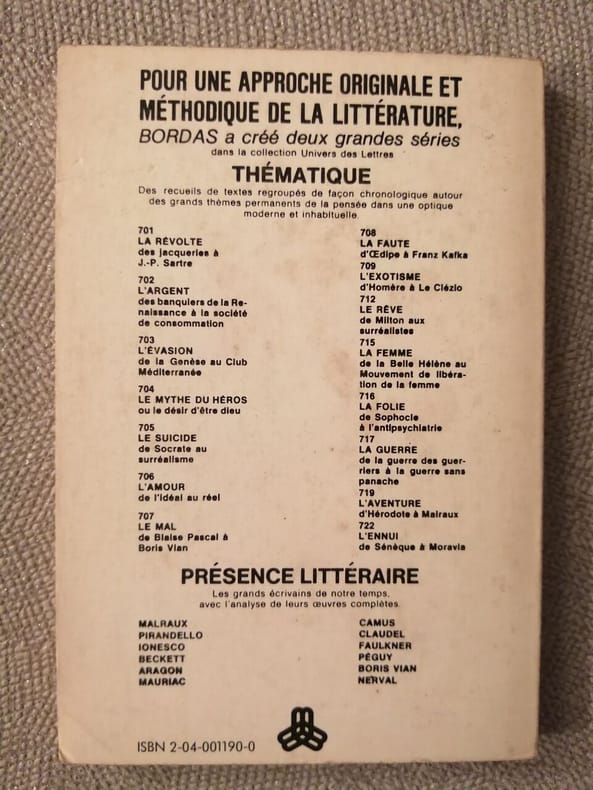 POUR UNE APPROCHE ORIGINALE ET
MÉTHODIQUE DE LA LITTÉRATURE,
BORDAS a créé deux grandes séries
dans la collection Univers des Lettres
THÉMATIQUE
Des recueils de textes regroupés de façon chronologique autour
des grands thèmes permanents de la pensée dans une optique
moderne et inhabituelle.
701
LA RÉVOLTE
des jacqueries à
J.-P. Sartre
702
L'ARGENT
des banquiers de la Re-
naissance à la société
de consommation
703
L'ÉVASION
de la Genèse au Club
Méditerranée
704
LE MYTHE DU HÉROS
ou le désir d'être dieu
705
LE SUICIDE
de Socrate au
surréalisme
706
L'AMOUR
de l'idéal au réel
707
LE MAL
de Blaise Pascal à
Boris Vian
708
LA FAUTE
d'Œdipe à Franz Kafka
709
L'EXOTISME
d'Homère à Le Clézio
712
LE RÊVE
de Milton aux
surréalistes
715
LA FEMME
de la Belle Hélène au
Mouvement de libéra-
tion de la femme
716
LA FOLIE
de Sophocle
à l'antipsychiatrie
717
LA GUERRE
de la guerre des guer-
riers à la guerre sans
panache
719
L'AVENTURE
d'Hérodote à Malraux
722
L'ENNUI
de Sénèque à Moravia
PRÉSENCE LITTÉRAIRE
Les grands écrivains de notre temps,
avec l'analyse de leurs œuvres complètes.
MALRAUX
PIRANDELLO
IONESCO
BECKETT
ARAGON
MAURIAC
CAMUS
CLAUDEL
FAULKNER
PÉGUY
BORIS VIAN
NERVAL
ISBN 2-04-001190-0